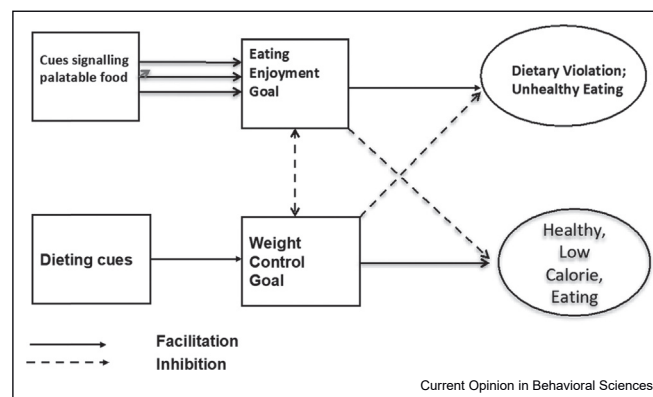 Cues signalling
palatable food
Eating
Enjoyment
Goal
Dietary Violation;
Unhealthy Eating
Dieting cues
Weight
Control
Goal
Healthy,
Low
Calorie,
Eating
Facilitation
Inhibition
Current Opinion in Behavioral Sciences